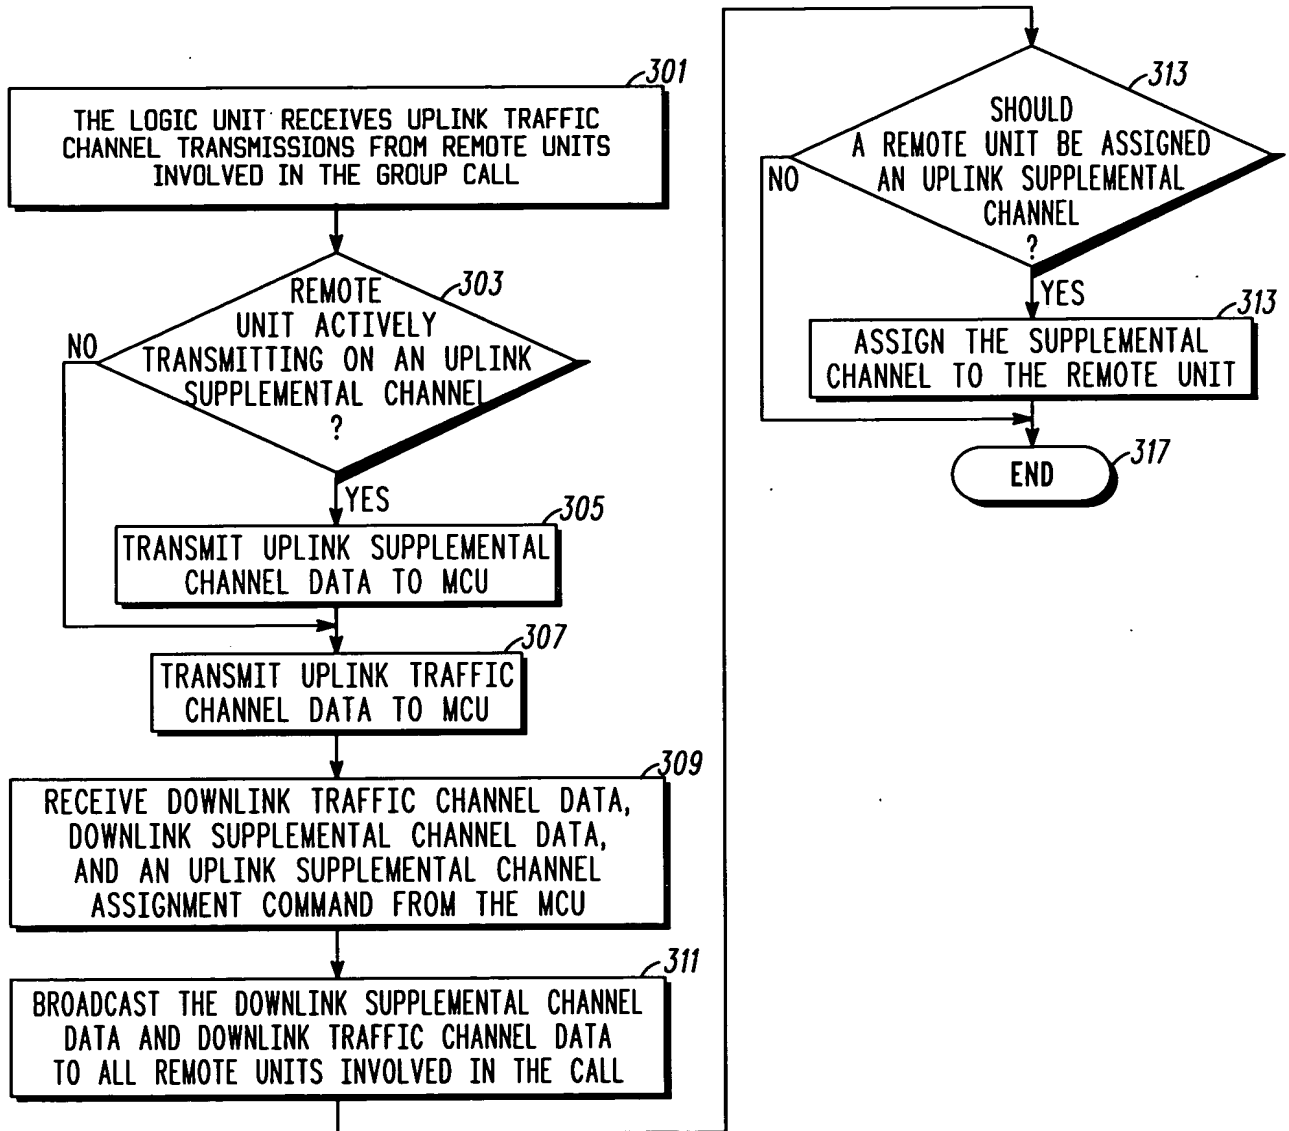 301
THE LOGIC UNIT RECEIVES UPLINK TRAFFIC
CHANNEL TRANSMISSIONS FROM REMOTE UNITS
INVOLVED IN THE GROUP CALL
303
REMOTE
UNIT ACTIVELY
TRANSMITTING ON AN UPLINK
SUPPLEMENTAL CHANNEL
?
NO
YES
305
TRANSMIT UPLINK SUPPLEMENTAL
CHANNEL DATA TO MCU
307
TRANSMIT UPLINK TRAFFIC
CHANNEL DATA TO MCU
309
RECEIVE DOWNLINK TRAFFIC CHANNEL DATA,
DOWNLINK SUPPLEMENTAL CHANNEL DATA,
AND AN UPLINK SUPPLEMENTAL CHANNEL
ASSIGNMENT COMMAND FROM THE MCU
311
BROADCAST THE DOWNLINK SUPPLEMENTAL CHANNEL
DATA AND DOWNLINK TRAFFIC CHANNEL DATA
TO ALL REMOTE UNITS INVOLVED IN THE CALL
313
SHOULD
A REMOTE UNIT BE ASSIGNED
AN UPLINK SUPPLEMENTAL
CHANNEL
?
NO
YES
313
ASSIGN THE SUPPLEMENTAL
CHANNEL TO THE REMOTE UNIT
END
317